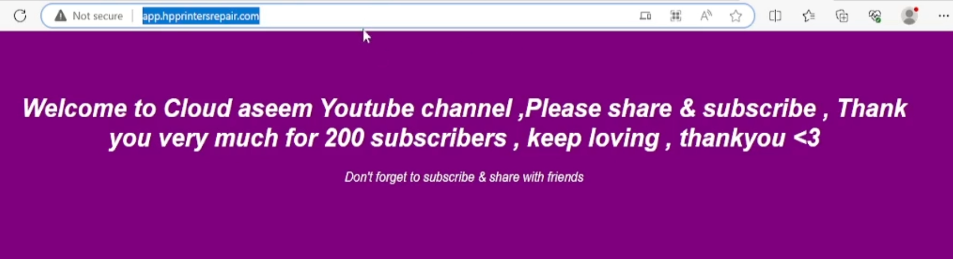 Not secure | app.hpprintersrepair.com
Welcome to Cloud aseem Youtube channel ,Please share & subscribe , Thank
you very much for 200 subscribers , keep loving , thankyou <3
Don't forget to subscribe & share with friends